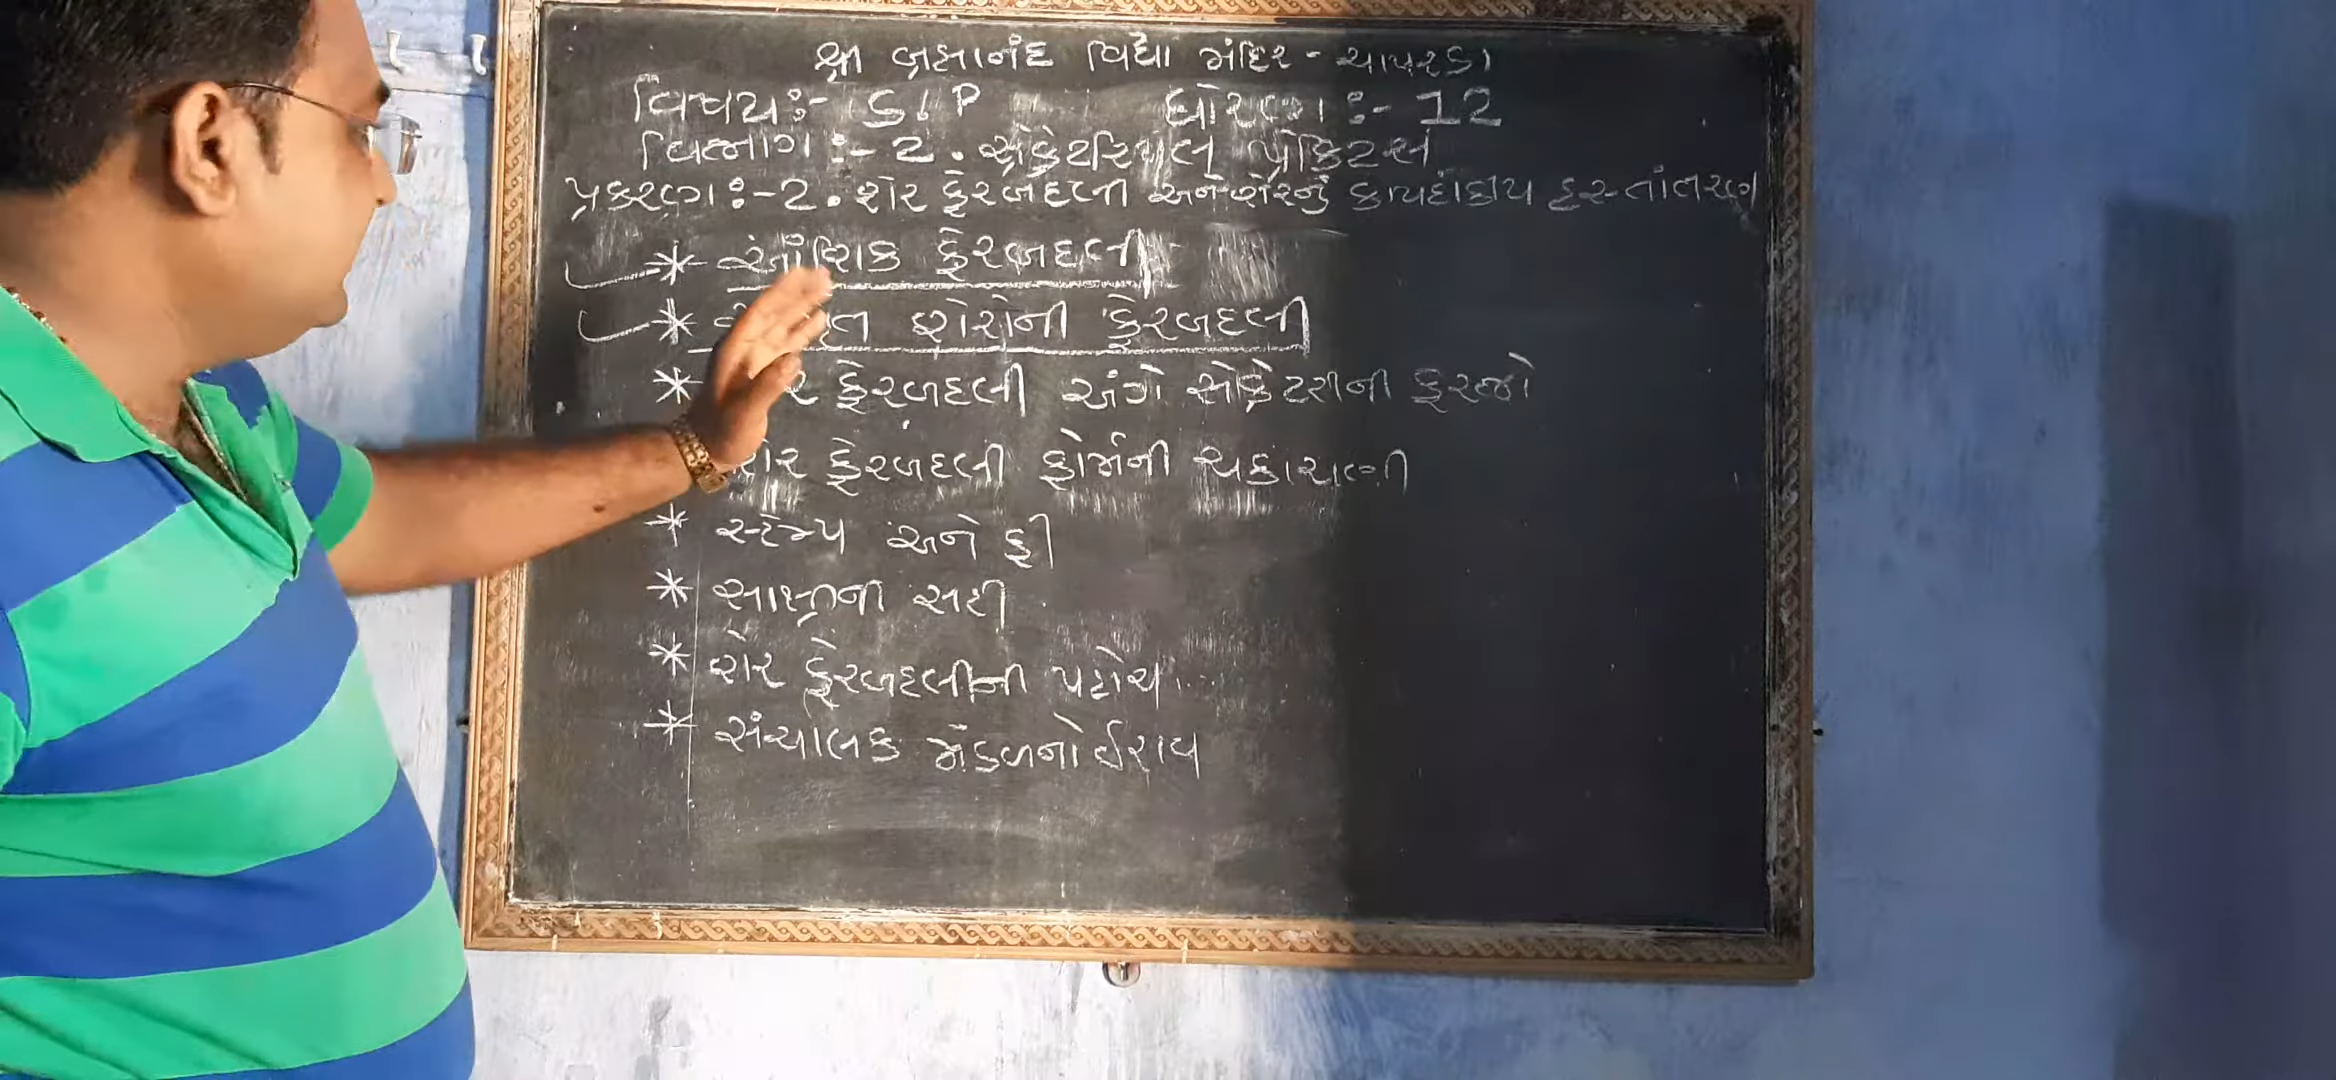 શ્રી બ્રહ્માનંદ વિદ્યા મંદિર - ચાપરડા
વિષય:- S.P ધોરણ :- 12
વિભાગ :- 2. સેક્રેટરિયલ પ્રેક્ટિસ
પ્રકરણ :- 2. શેર ફેરબદલી અને શેરનું કાયદાકીય હસ્તાંતરણ
* આંશિક ફેરબદલી
* શેરોની ફેરબદલી
* ફેરબદલી અંગે સેક્રેટરીની ફરજો
શેર ફેરબદલી ફોર્મની ચકાસણી
* સ્ટેમ્પ અને ફી
* સાક્ષીની સહી
* શેર ફેરબદલીની પહોંચ
* સંચાલક મંડળનો ઠરાવ